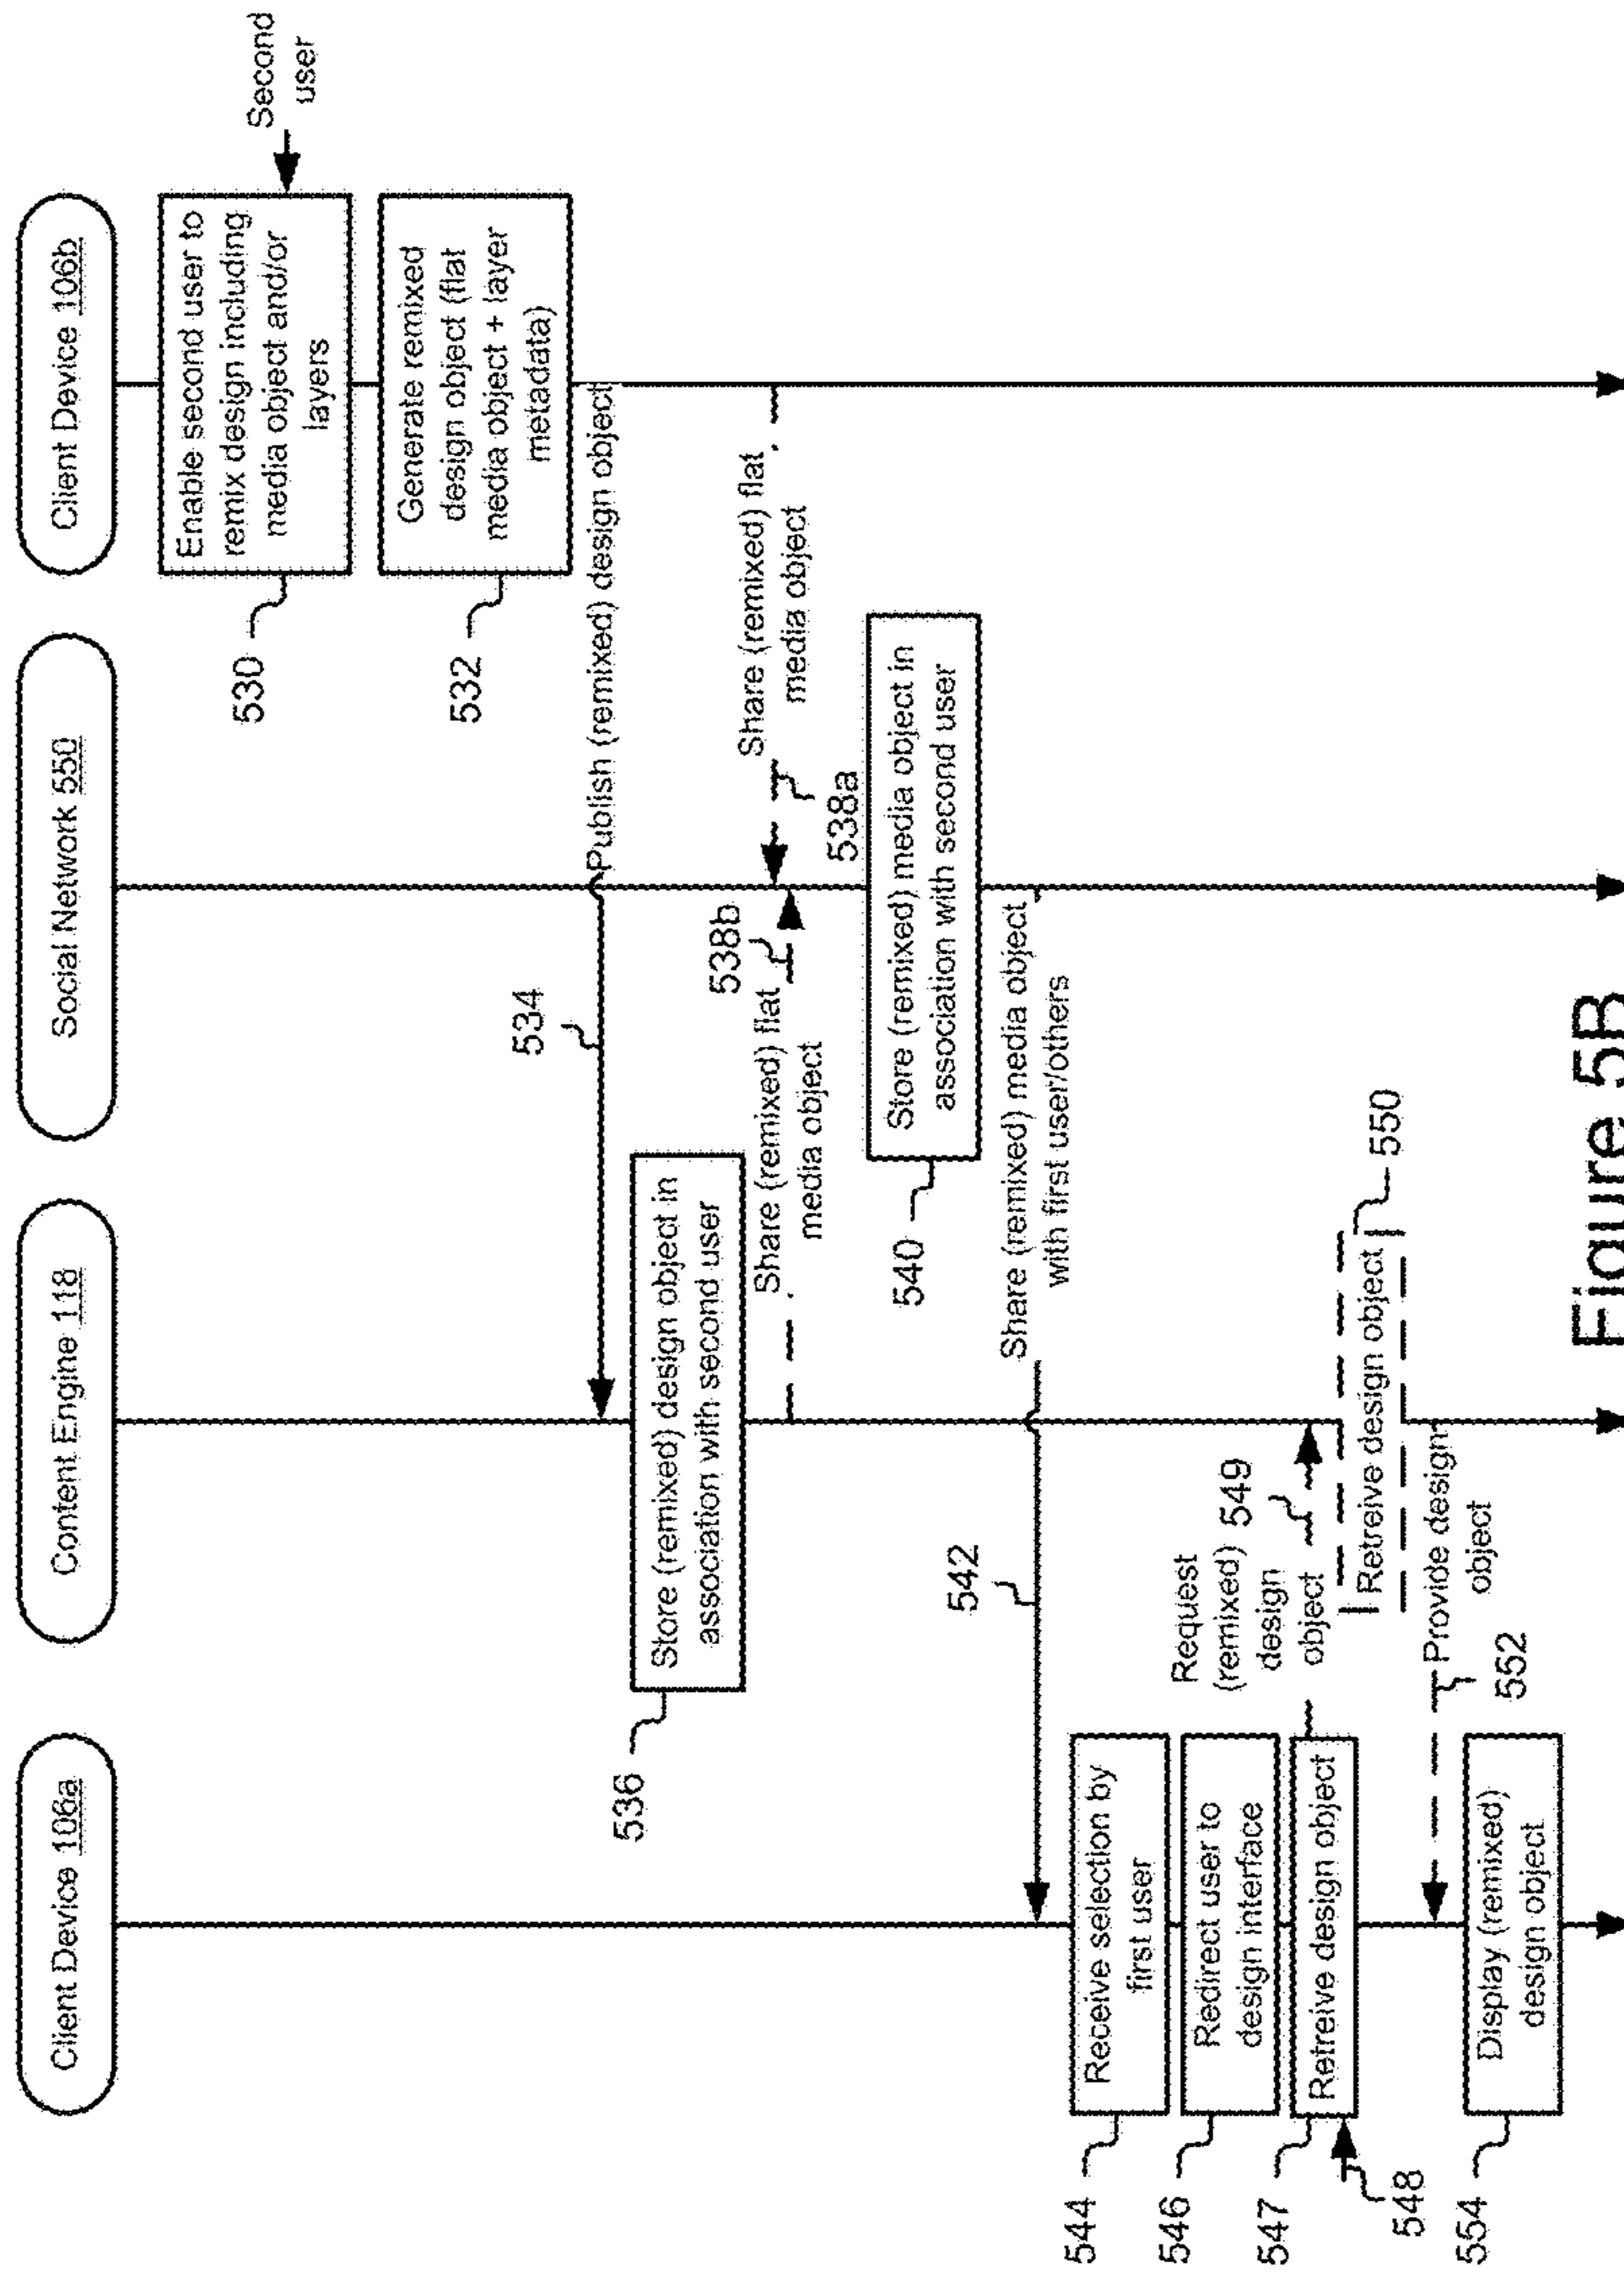 Client Device 106a
Content Engine 118
Social Network 550
Client Device 106b
Enable second user to
remix design including
media object and/or
layers
Second
user
530
Generate remixed
design object (flat
media object + layer
metadata)
532
534
Publish (remixed) design object
Store (remixed) design object in
association with second user
536
Share (remixed) flat
media object
538b
Share (remixed) flat
media object
538a
Store (remixed) media object in
association with second user
540
542
Share (remixed) media object
with first user/others
Receive selection by
first user
544
Redirect user to
design interface
546
Retreive design object
547
548
Request
(remixed)
design
object
549
Retreive design object
550
Provide design
object
552
Display (remixed)
design object
554
Figure 5B